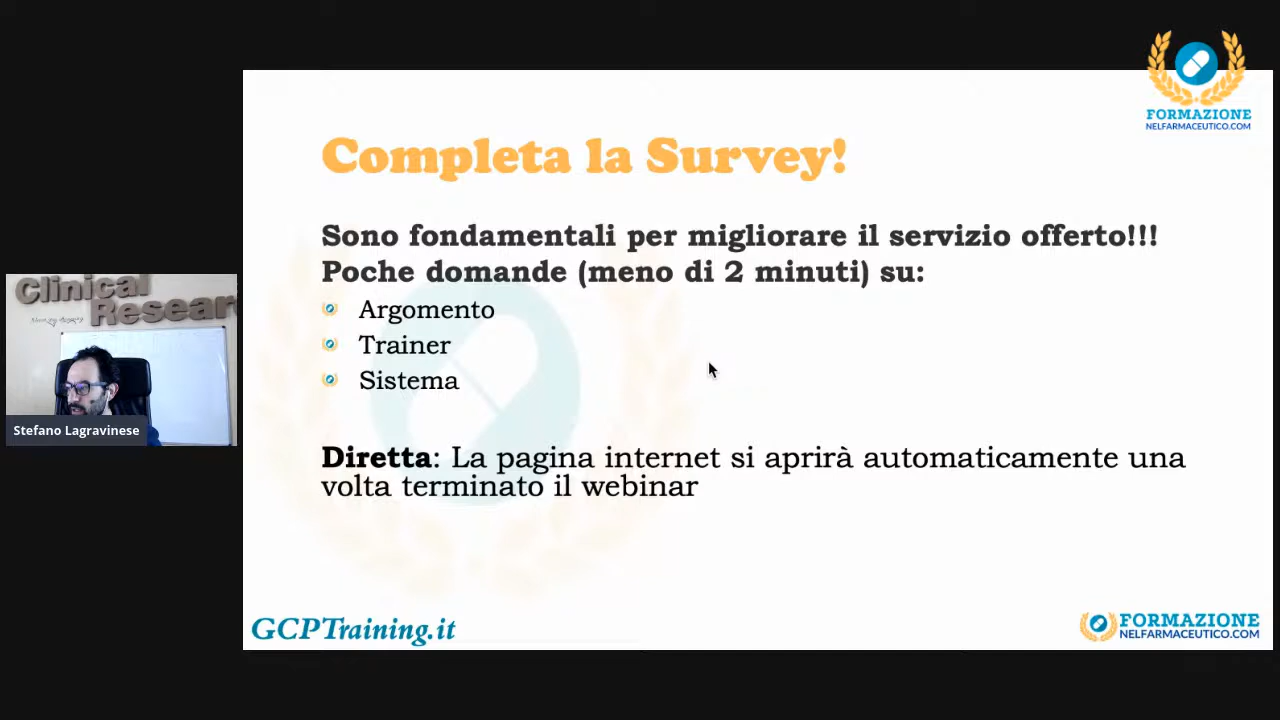 FORMAZIONE
NELFARMACEUTICO.COM
Completa la Survey!
Sono fondamentali per migliorare il servizio offerto!!!
Poche domande (meno di 2 minuti) su:
Argomento
Trainer
Sistema
Diretta: La pagina internet si aprirà automaticamente una
volta terminato il webinar
Clinical
Research
Stefano Lagravinese
GCPTraining.it
FORMAZIONE
NELFARMACEUTICO.COM